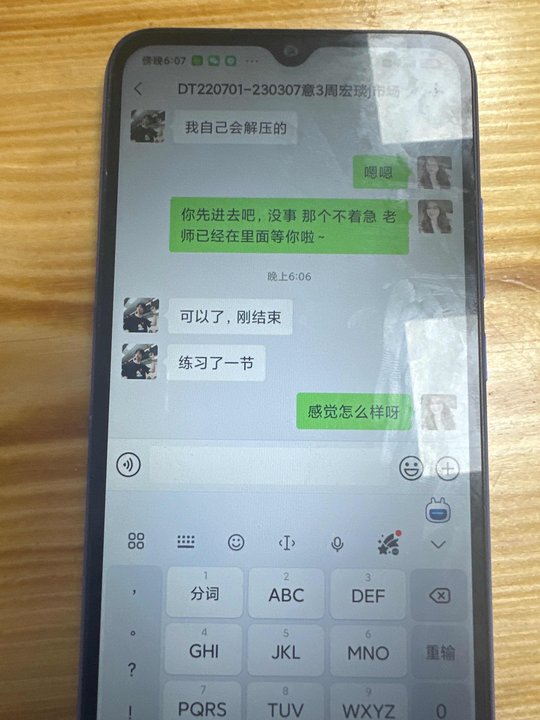 傍晚6:07 ···
DT220701-230307意3周宏琰市场
我自己会解压的
嗯嗯
你先进去吧，没事 那个不着急 老
师已经在里面等你啦~
晚上6:06
可以了，刚结束
练习了一节
感觉怎么样呀
1 2 3
， 分词 ABC DEF
4 5 6
。 GHI JKL MNO 重输
？
7 8 9
！ PQRS TUV WXYZ 0